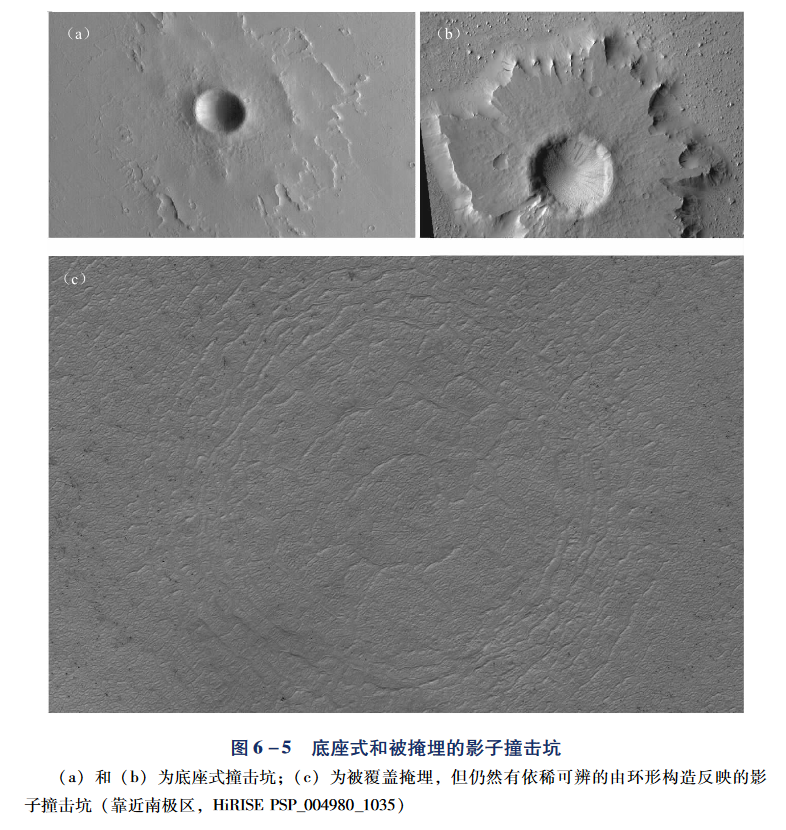 （a）
（b）
（c）
图 6－5 底座式和被掩埋的影子撞击坑
（a）和（b）为底座式撞击坑；（c）为被覆盖掩埋，但仍然有依稀可辨的由环形构造反映的影
子撞击坑（靠近南极区，HiRISE PSP_004980_1035）